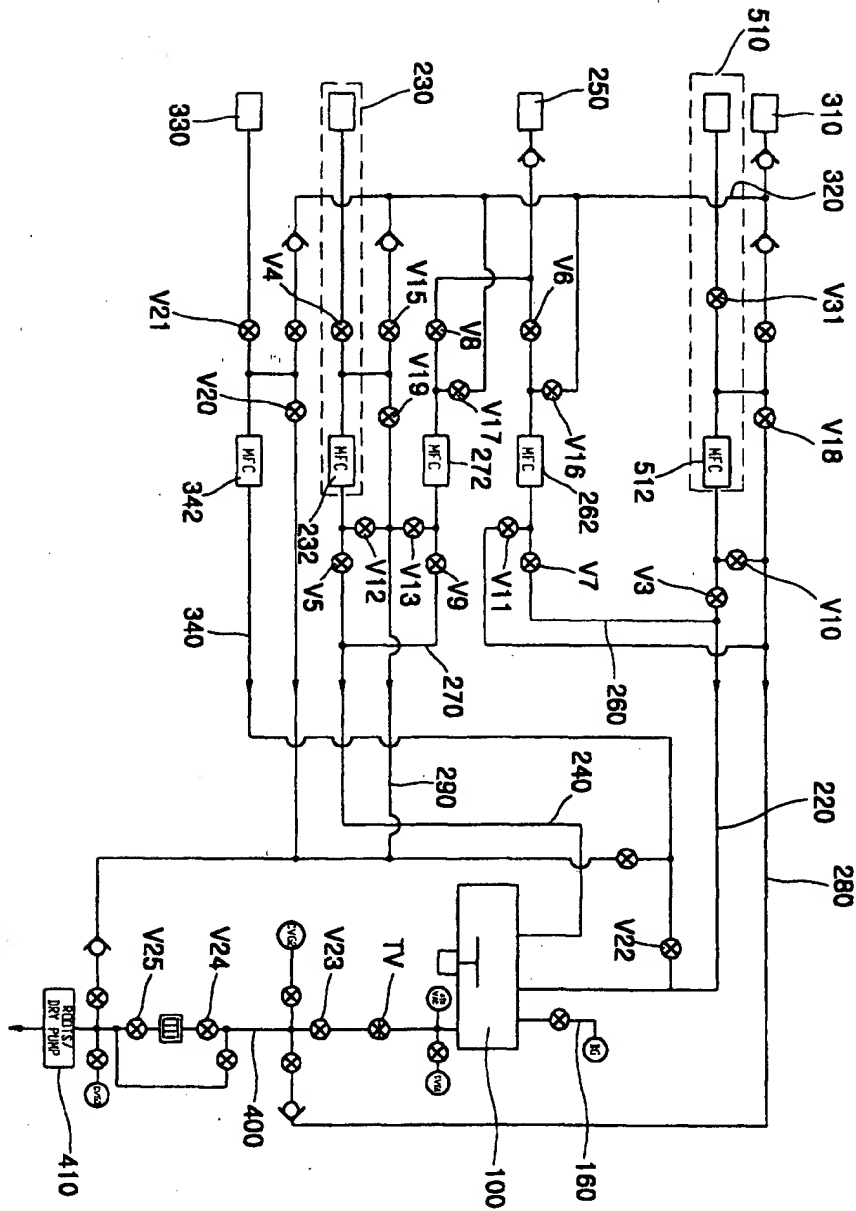 510
310
320
V31
V18
MFC
512
V3
V10
220
280
250
V6
V16
MFC
262
V7
V11
260
V8
V17
MFC
272
V9
V13
270
230
V4
V15
V19
MFC
232
V12
V5
290
240
330
V21
V20
MFC
342
340
V22
100
160
BG
TV
V23
CVG2
400
V24
V25
ROOTS/
DRY PUMP
410